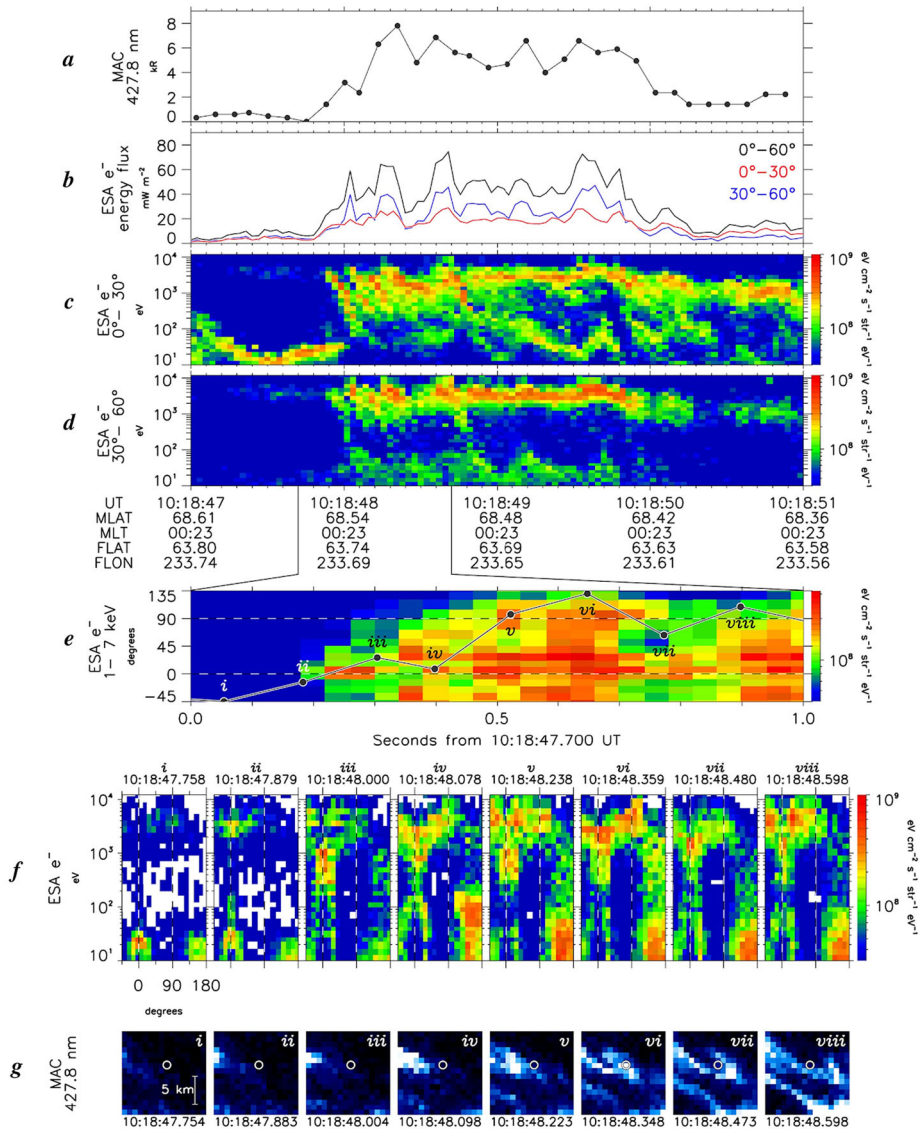 a
MAC
427.8 nm
kR
8
6
4
2
0
b
ESA e⁻
energy flux
mW m⁻²
80
60
40
20
0
0°–60°
0°–30°
30°–60°
c
ESA e⁻
0°– 30°
eV
10⁴
10³
10²
10¹
10⁹
10⁸
eV cm⁻² s⁻¹ str⁻¹ eV⁻¹
d
ESA e⁻
30°– 60°
eV
10⁴
10³
10²
10¹
10⁹
10⁸
eV cm⁻² s⁻¹ str⁻¹ eV⁻¹
UT 10:18:47 10:18:48 10:18:49 10:18:50 10:18:51
MLAT 68.61 68.54 68.48 68.42 68.36
MLT 00:23 00:23 00:23 00:23 00:23
FLAT 63.80 63.74 63.69 63.63 63.58
FLON 233.74 233.69 233.65 233.61 233.56
e
ESA e⁻
1– 7 keV
degrees
135
90
45
0
-45
i ii iii iv v vi vii viii
10⁸
eV cm⁻² s⁻¹ str⁻¹ eV⁻¹
0.0 0.5 1.0
Seconds from 10:18:47.700 UT
i ii iii iv v vi vii viii
10:18:47.758 10:18:47.879 10:18:48.000 10:18:48.078 10:18:48.238 10:18:48.359 10:18:48.480 10:18:48.598
f
ESA e⁻
eV
10⁴
10³
10²
10¹
10⁹
10⁸
eV cm⁻² s⁻¹ str⁻¹ eV⁻¹
0 90 180
degrees
g
MAC
427.8 nm
i ii iii iv v vi vii viii
5 km
10:18:47.754 10:18:47.883 10:18:48.004 10:18:48.098 10:18:48.223 10:18:48.348 10:18:48.473 10:18:48.598